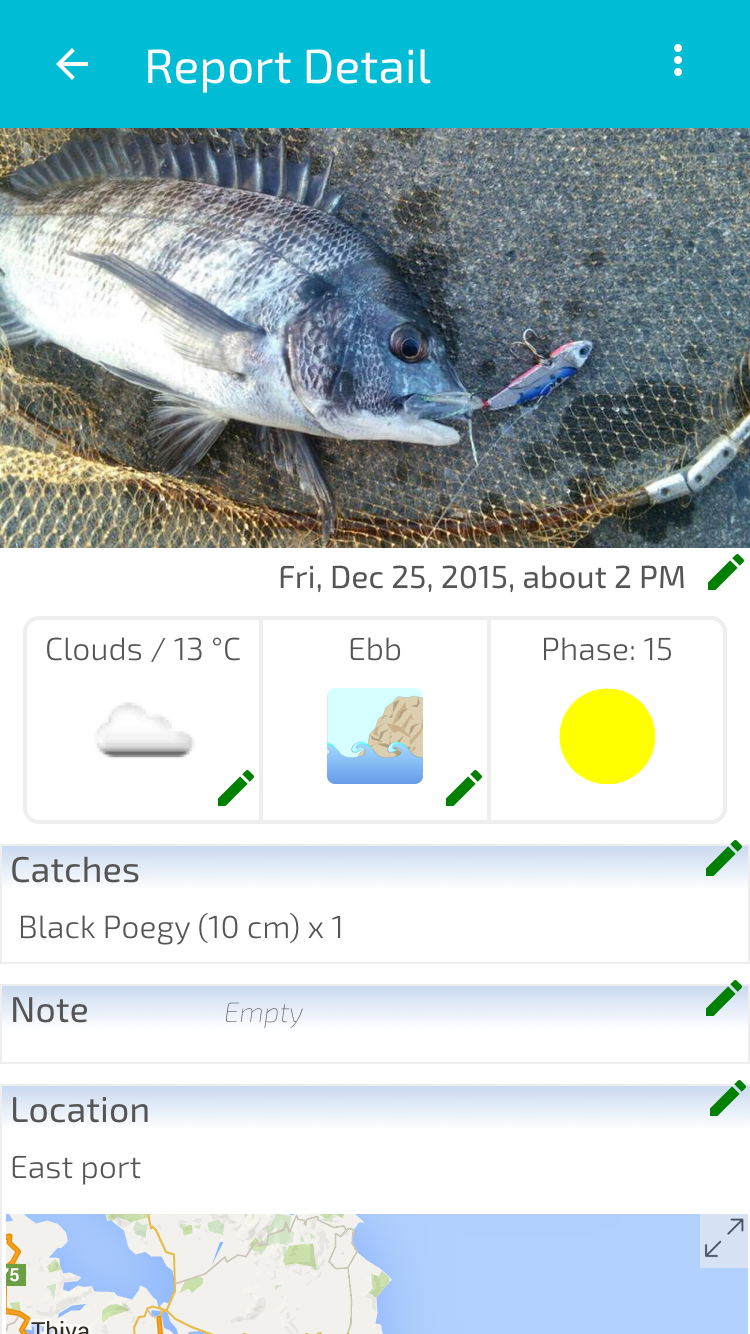 Report Detail
Fri, Dec 25, 2015, about 2 PM
Clouds / 13 °C
Ebb
Phase: 15
Catches
Black Poegy (10 cm) x 1
Note
Empty
Location
East port
75
Thiva